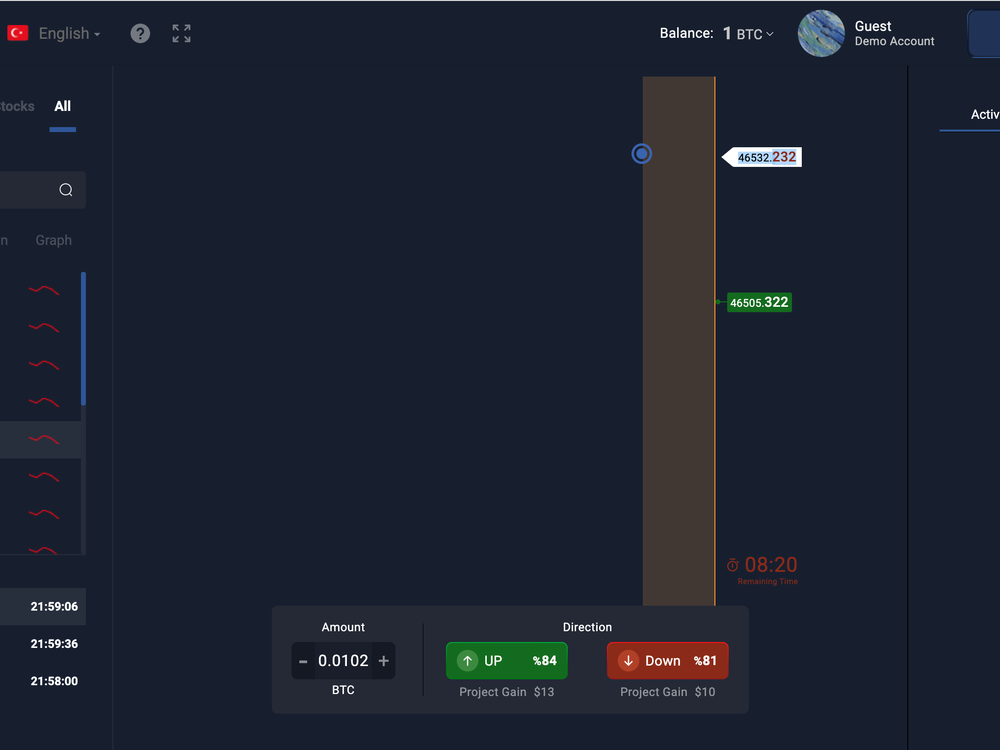 English
?
Balance: 1 BTC
Guest
Demo Account
All
Graph
46532.232
46505.322
08:20
Remaining Time
21:59:06
21:59:36
21:58:00
Amount
- 0.0102 +
BTC
Direction
UP %84
Down %81
Project Gain $13
Project Gain $10